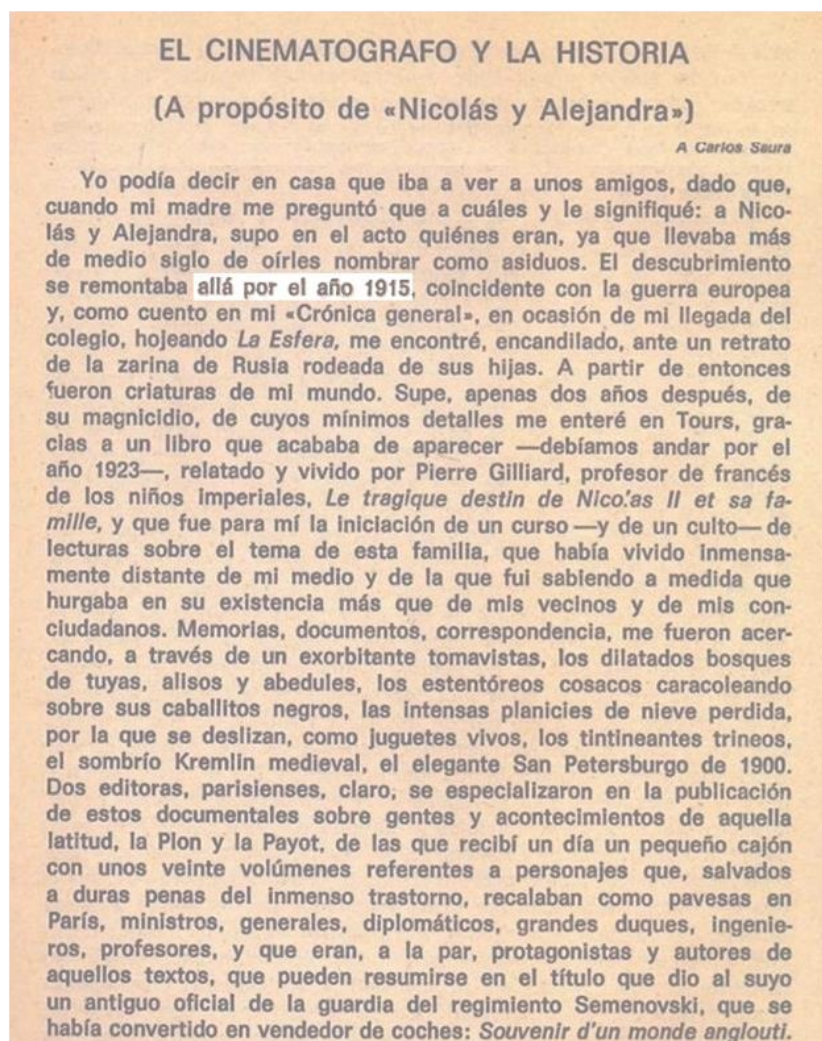 EL CINEMATOGRAFO Y LA HISTORIA
(A propósito de «Nicolás y Alejandra»)
A Carlos Saura
Yo podía decir en casa que iba a ver a unos amigos, dado que,
cuando mi madre me preguntó que a cuáles y le signifiqué: a Nico-
lás y Alejandra, supo en el acto quiénes eran, ya que llevaba más
de medio siglo de oírles nombrar como asiduos. El descubrimiento
se remontaba allá por el año 1915, coincidente con la guerra europea
y, como cuento en mi «Crónica general», en ocasión de mi llegada del
colegio, hojeando La Esfera, me encontré, encandilado, ante un retrato
de la zarina de Rusia rodeada de sus hijas. A partir de entonces
fueron criaturas de mi mundo. Supe, apenas dos años después, de
su magnicidio, de cuyos mínimos detalles me enteré en Tours, gra-
cias a un libro que acababa de aparecer —debíamos andar por el
año 1923—, relatado y vivido por Pierre Gilliard, profesor de francés
de los niños imperiales, Le tragique destin de Nico.'as II et sa fa-
mille, y que fue para mí la iniciación de un curso —y de un culto— de
lecturas sobre el tema de esta familia, que había vivido inmensa-
mente distante de mi medio y de la que fui sabiendo a medida que
hurgaba en su existencia más que de mis vecinos y de mis con-
ciudadanos. Memorias, documentos, correspondencia, me fueron acer-
cando, a través de un exorbitante tomavistas, los dilatados bosques
de tuyas, alisos y abedules, los estentóreos cosacos caracoleando
sobre sus caballitos negros, las intensas planicies de nieve perdida,
por la que se deslizan, como juguetes vivos, los tintineantes trineos,
el sombrío Kremlin medieval, el elegante San Petersburgo de 1900.
Dos editoras, parisienses, claro, se especializaron en la publicación
de estos documentales sobre gentes y acontecimientos de aquella
latitud, la Plon y la Payot, de las que recibí un día un pequeño cajón
con unos veinte volúmenes referentes a personajes que, salvados
a duras penas del inmenso trastorno, recalaban como pavesas en
París, ministros, generales, diplomáticos, grandes duques, ingenie-
ros, profesores, y que eran, a la par, protagonistas y autores de
aquellos textos, que pueden resumirse en el título que dio al suyo
un antiguo oficial de la guardia del regimiento Semenovski, que se
había convertido en vendedor de coches: Souvenir d'un monde anglouti.